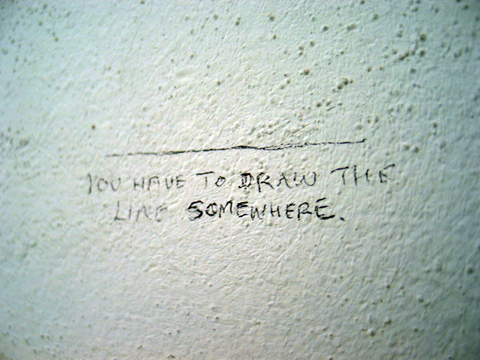 YOU HAVE TO DRAW THE
LINE SOMEWHERE.